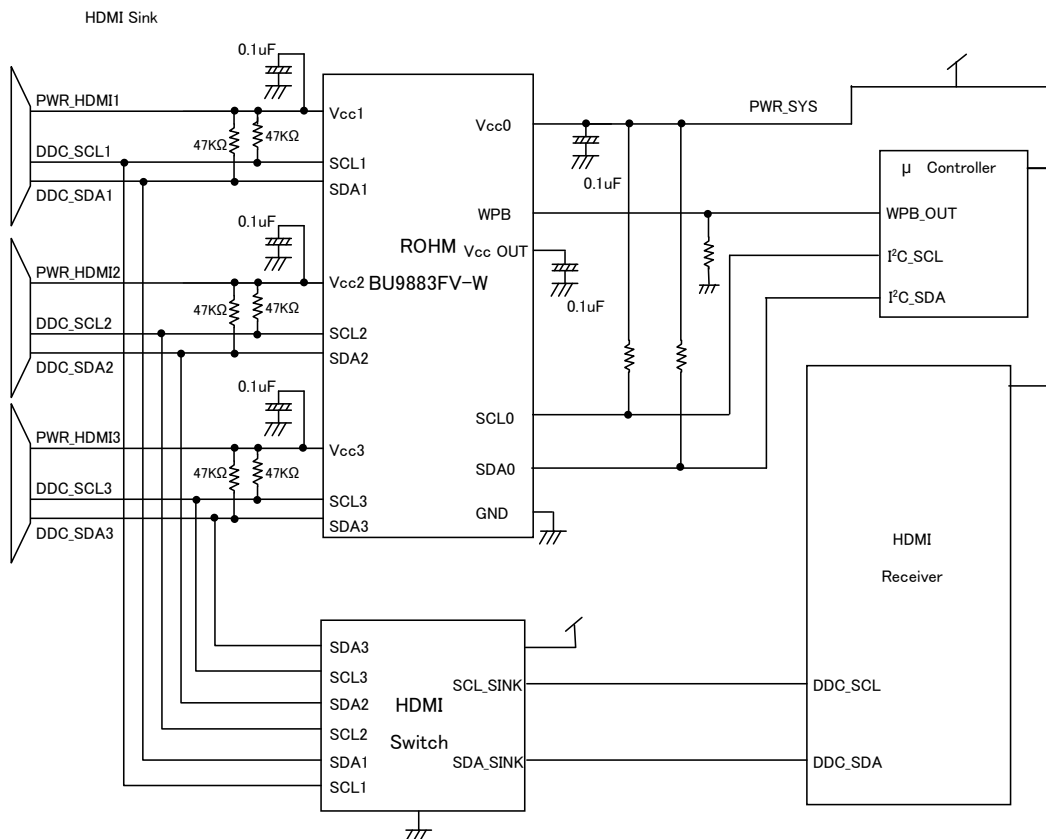 HDMI Sink
0.1uF
PWR_HDMI1
Vcc1
47KΩ
47KΩ
DDC_SCL1
SCL1
DDC_SDA1
SDA1
0.1uF
PWR_HDMI2
Vcc2
47KΩ
47KΩ
DDC_SCL2
SCL2
DDC_SDA2
SDA2
0.1uF
PWR_HDMI3
Vcc3
47KΩ
47KΩ
DDC_SCL3
SCL3
DDC_SDA3
SDA3
ROHM
BU9883FV-W
Vcc0
WPB
Vcc OUT
SCL0
SDA0
GND
0.1uF
0.1uF
PWR_SYS
μ Controller
WPB_OUT
I²C_SCL
I²C_SDA
HDMI
Receiver
DDC_SCL
DDC_SDA
SDA3
SCL3
SDA2
SCL2
SDA1
SCL1
HDMI
Switch
SCL_SINK
SDA_SINK